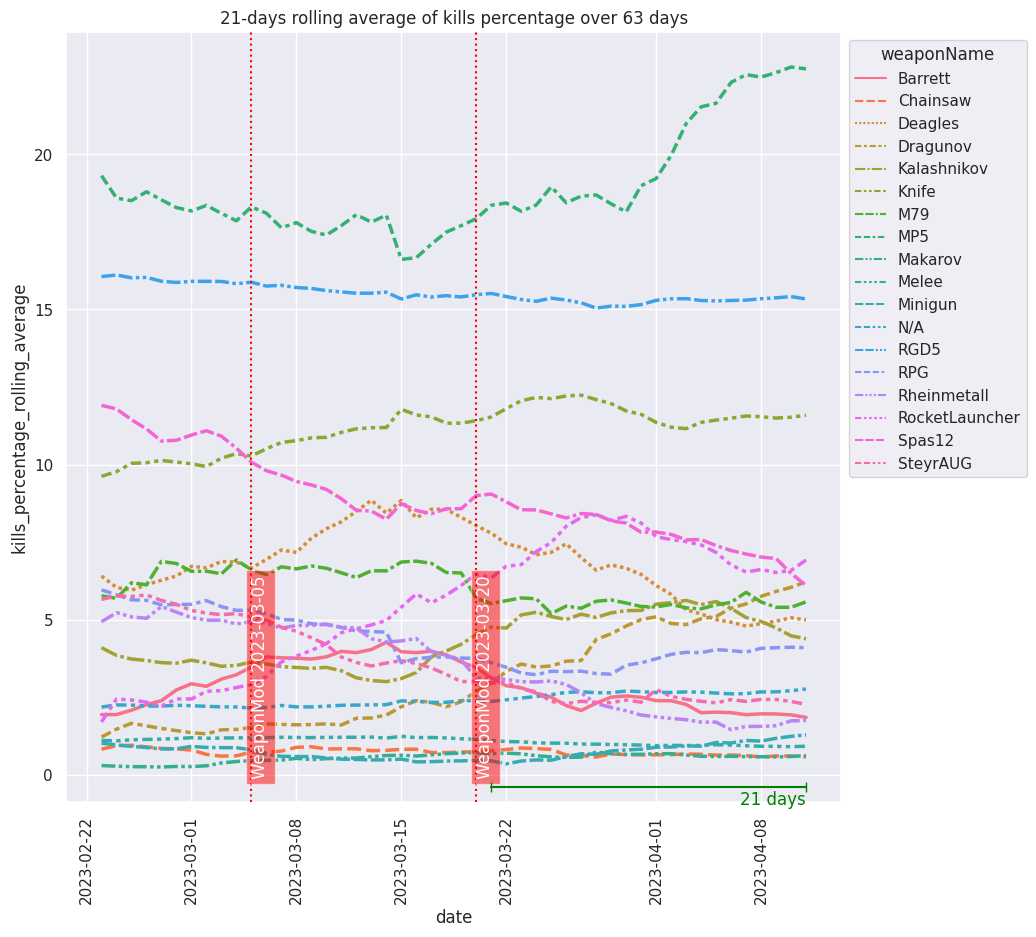 21-days rolling average of kills percentage over 63 days
kills_percentage_rolling_average
20
15
10
5
0
WeaponMod 2023-03-05
WeaponMod 2023-03-20
21 days
2023-02-22
2023-03-01
2023-03-08
2023-03-15
2023-03-22
2023-04-01
2023-04-08
date
weaponName
Barrett
Chainsaw
Deagles
Dragunov
Kalashnikov
Knife
M79
MP5
Makarov
Melee
Minigun
N/A
RGD5
RPG
Rheinmetall
RocketLauncher
Spas12
SteyrAUG